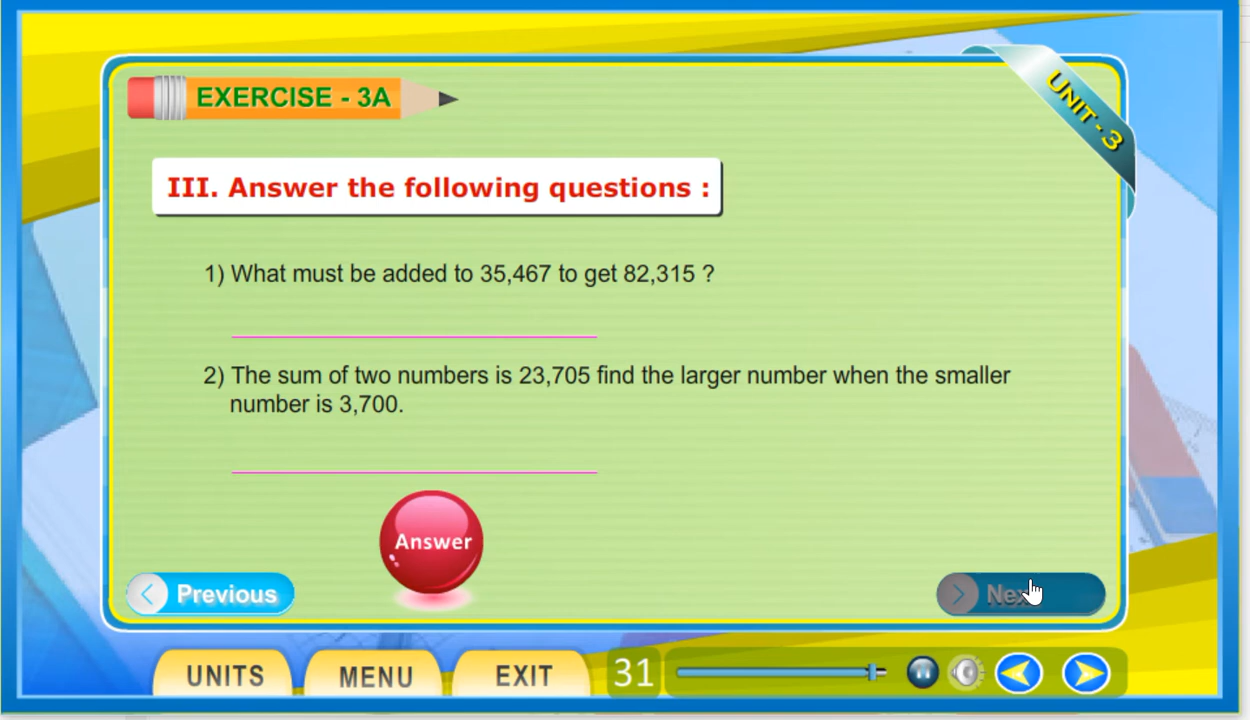 EXERCISE - 3A
UNIT - 3
III. Answer the following questions :
1) What must be added to 35,467 to get 82,315 ?
2) The sum of two numbers is 23,705 find the larger number when the smaller
number is 3,700.
Answer
Previous
UNITS
MENU
EXIT
31